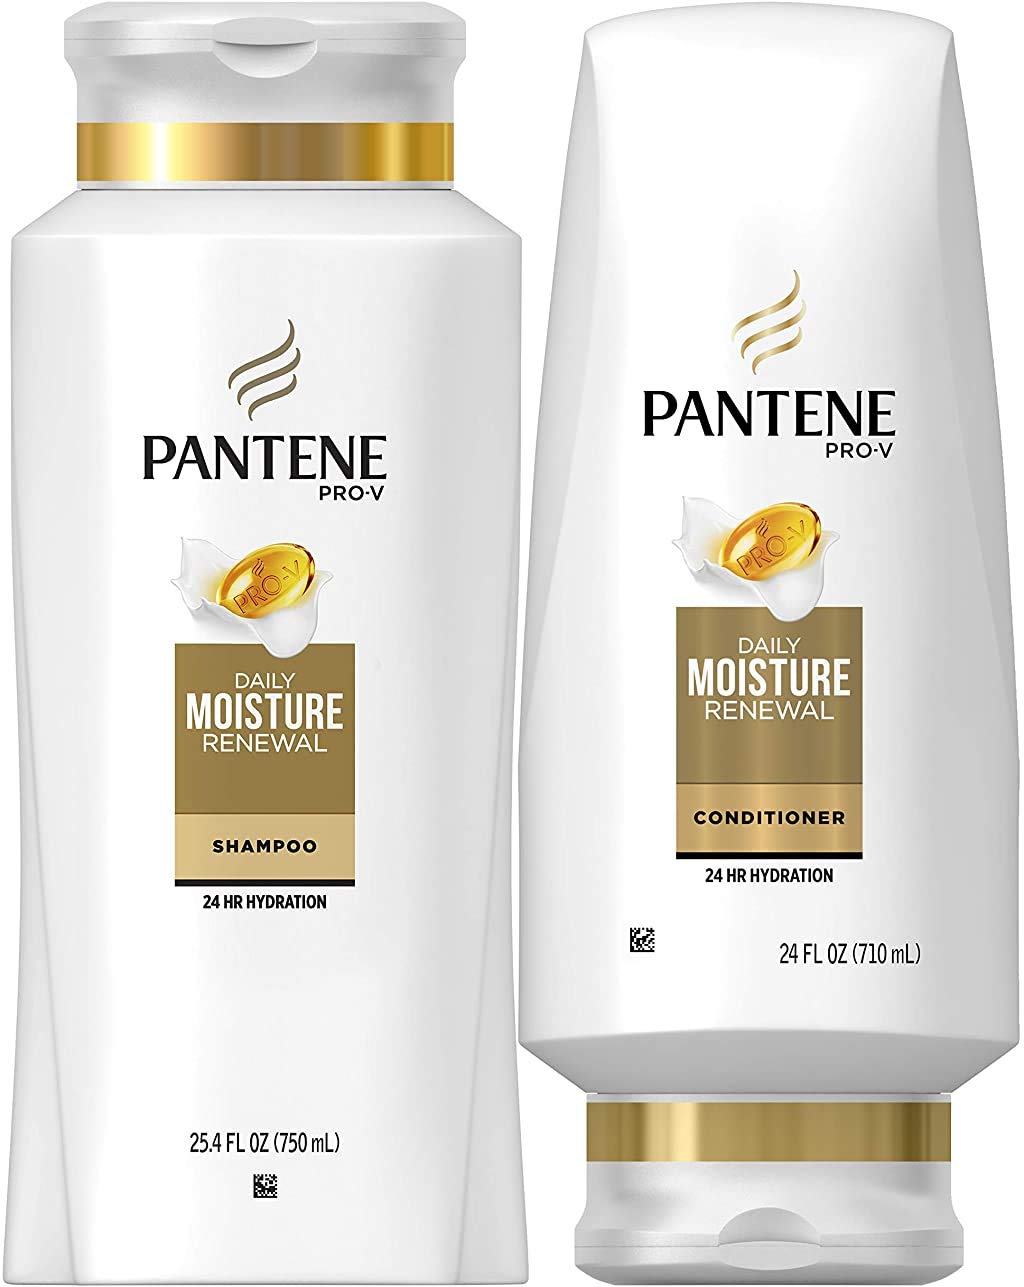 PANTENE
PRO-V
PRO-V
DAILY
MOISTURE
RENEWAL
SHAMPOO
24 HR HYDRATION
25.4 FL OZ (750 mL)
PANTENE
PRO-V
PRO-V
DAILY
MOISTURE
RENEWAL
CONDITIONER
24 HR HYDRATION
24 FL OZ (710 mL)